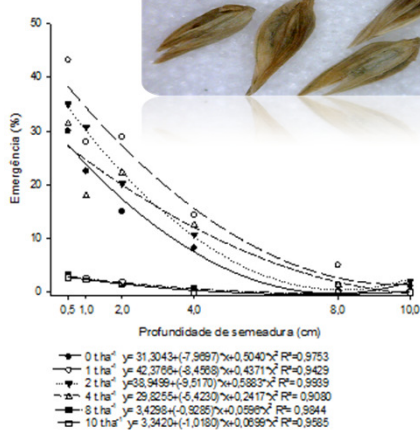 50
40
30
20
10
0
Emergência (%)
0,5 1,0 2,0 4,0 8,0 10,0
Profundidade de semeadura (cm)
0 t.ha⁻¹ y= 31,3043+(-7,9697)*x+0,5040*x² R²=0,9753
1 t.ha⁻¹ y= 42,3766+(-8,4568)*x+0,4371*x² R²=0,9429
2 t.ha⁻¹ y= 38,9499+(-9,5170)*x+0,5883*x² R²=0,9939
4 t.ha⁻¹ y= 29,8255+(-5,4230)*x+0,2417*x² R²=0,9080
8 t.ha⁻¹ y= 3,4298+(-0,9285)*x+0,0596*x² R²=0,9844
10 t.ha⁻¹ y= 3,3420+(-1,0180)*x+0,0699*x² R²=0,9585